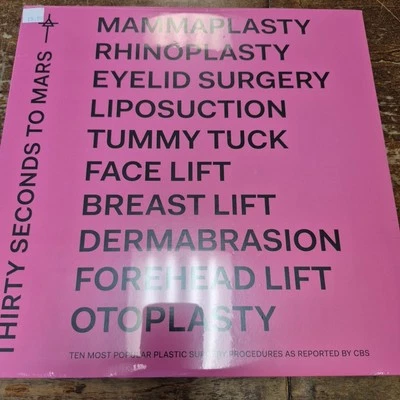 THIRTY SECONDS TO MARS
MAMMAPLASTY
RHINOPLASTY
EYELID SURGERY
LIPOSUCTION
TUMMY TUCK
FACE LIFT
BREAST LIFT
DERMABRASION
FOREHEAD LIFT
OTOPLASTY
TEN MOST POPULAR PLASTIC SURGERY PROCEDURES AS REPORTED BY CBS